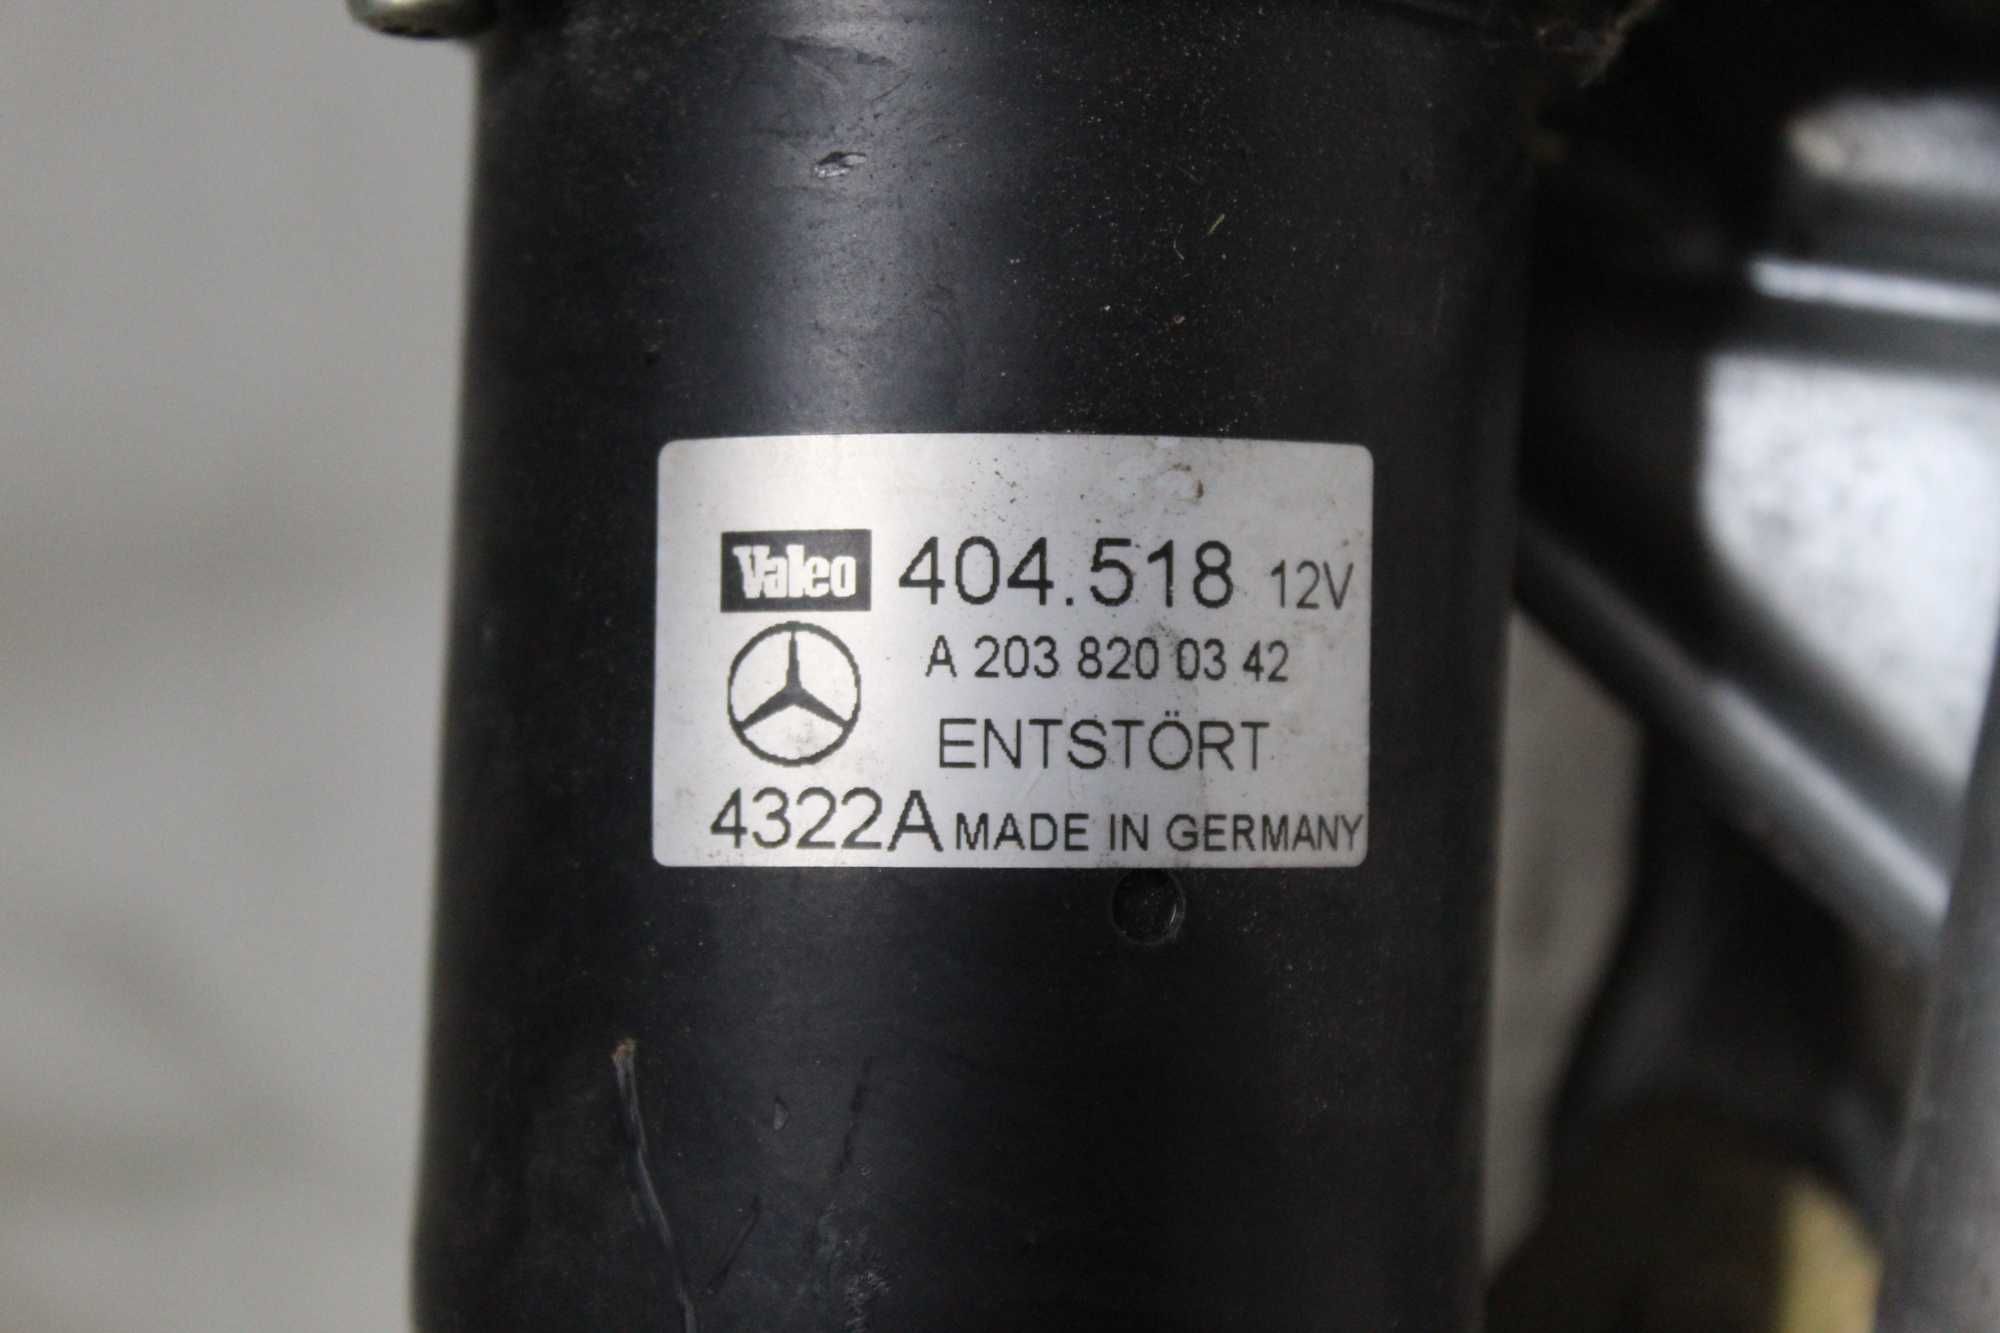 Valeo 404.518 12V
A 203 820 03 42
ENTSTÖRT
4322A MADE IN GERMANY